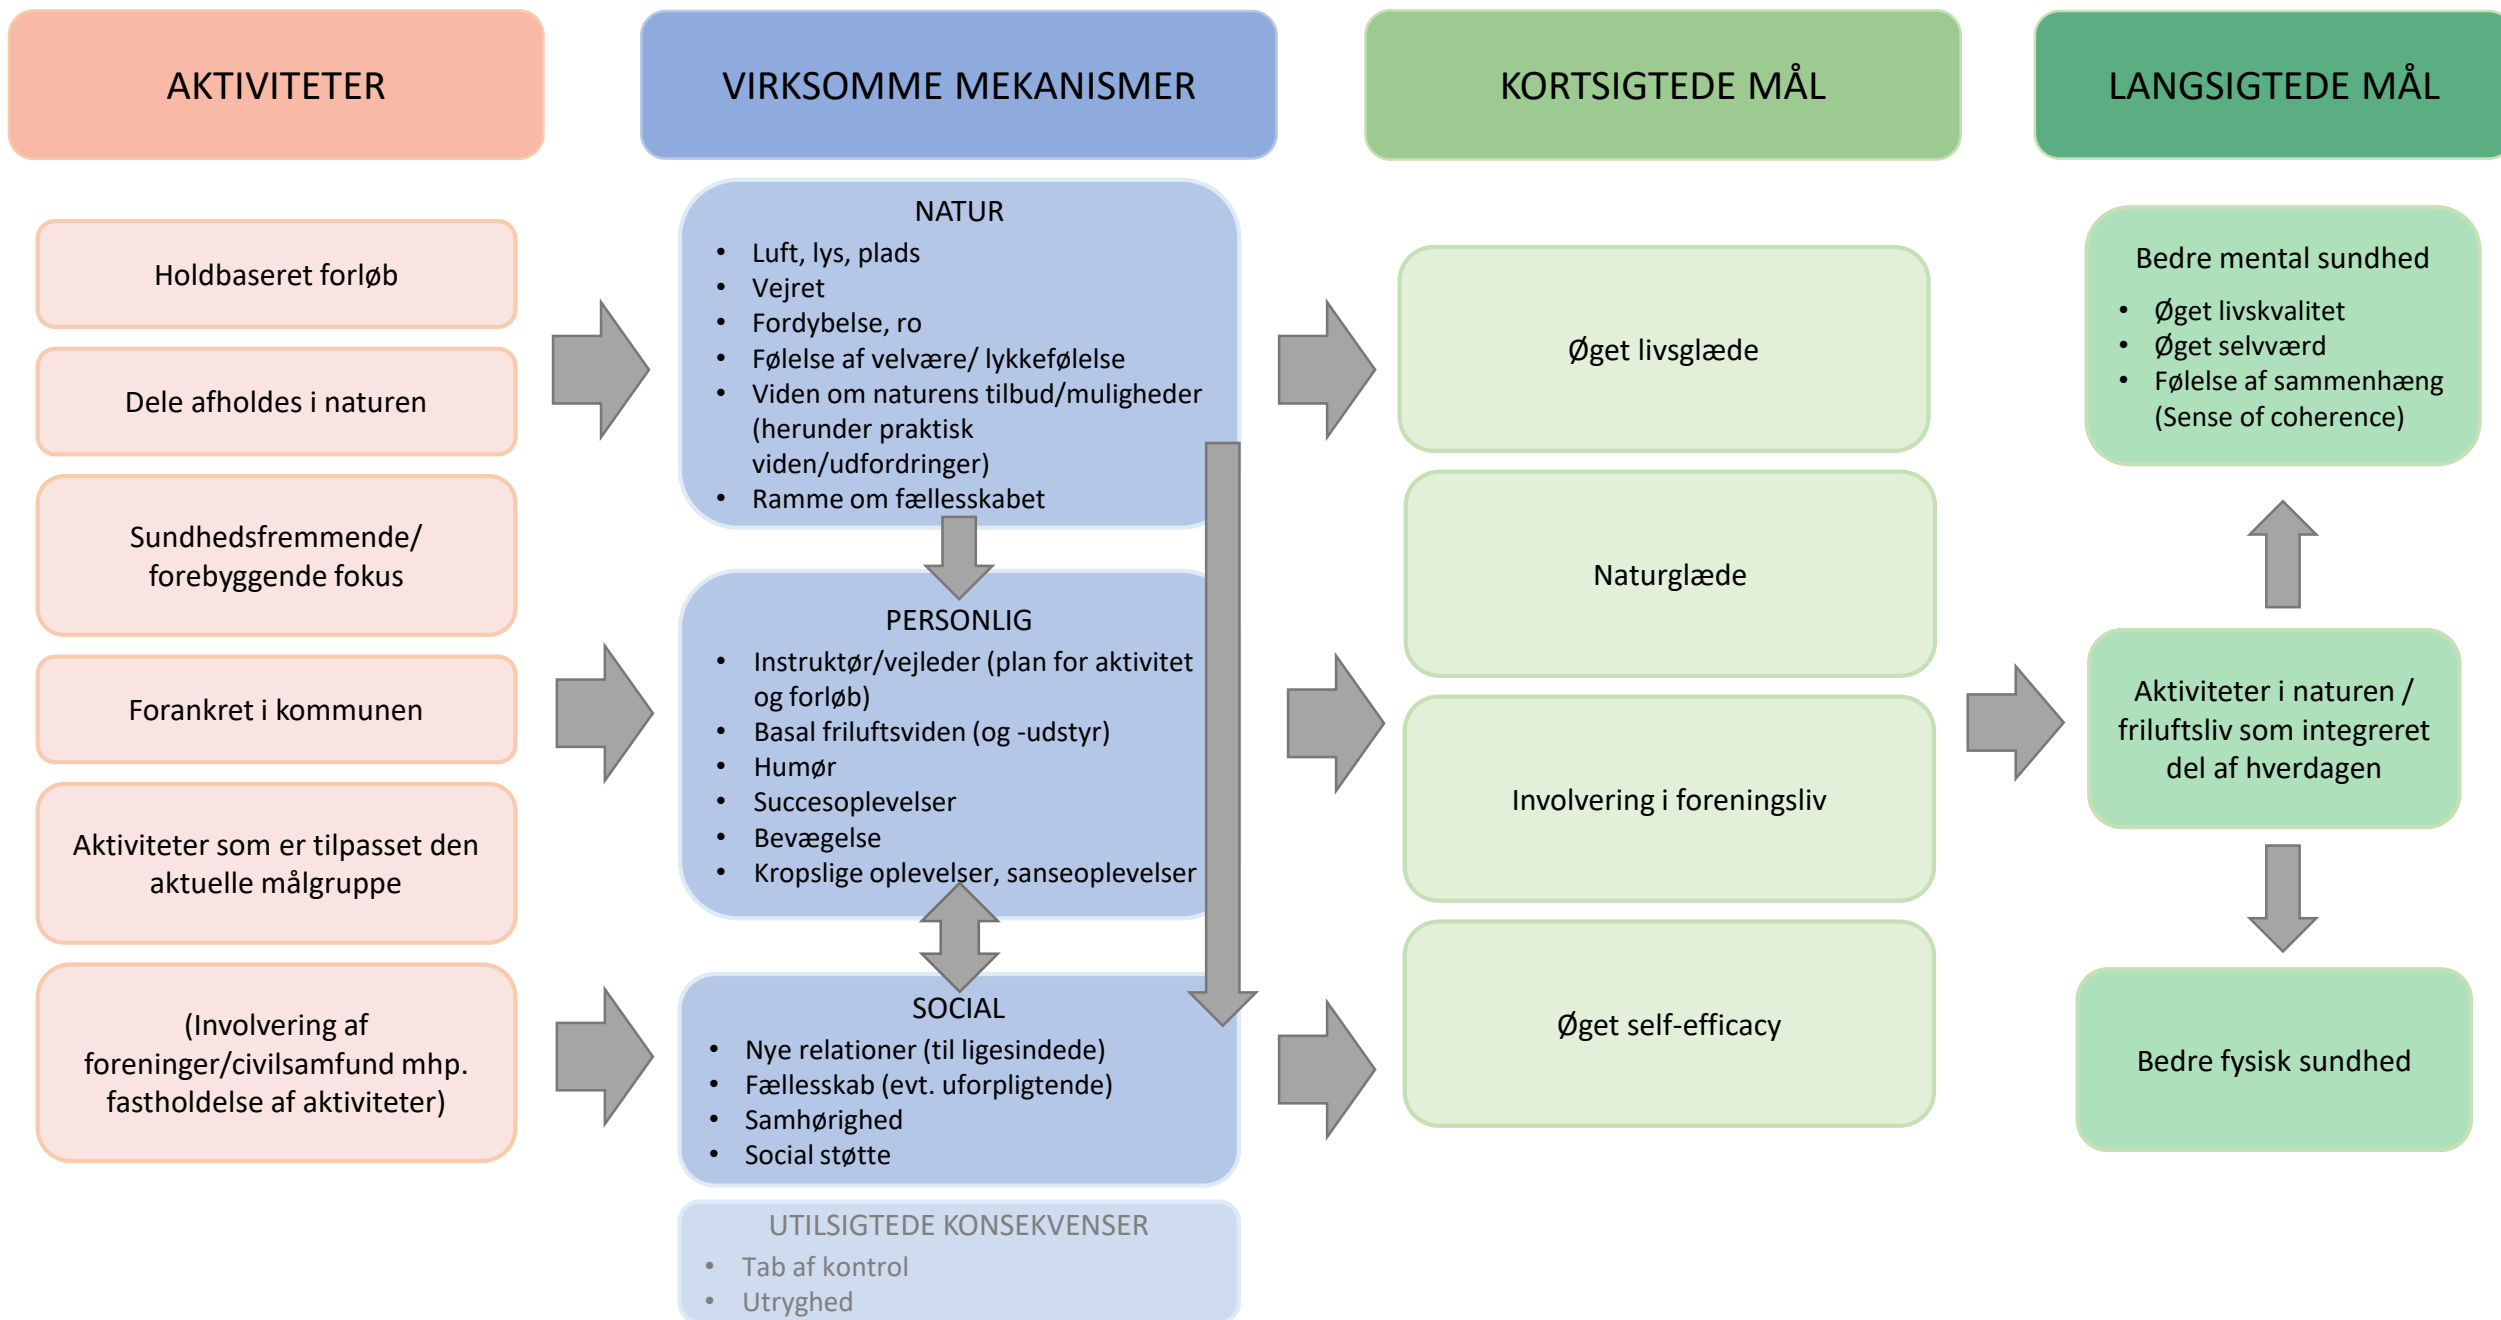 AKTIVITETER
VIRKSOMME MEKANISMER
KORTSIGTEDE MÅL
LANGSIGTEDE MÅL
Holdbaseret forløb
Dele afholdes i naturen
Sundhedsfremmende/
forebyggende fokus
Forankret i kommunen
Aktiviteter som er tilpasset den
aktuelle målgruppe
(Involvering af
foreninger/civilsamfund mhp.
fastholdelse af aktiviteter)
NATUR
• Luft, lys, plads
• Vejret
• Fordybelse, ro
• Følelse af velvære/ lykkefølelse
• Viden om naturens tilbud/muligheder
(herunder praktisk
viden/udfordringer)
• Ramme om fællesskabet
PERSONLIG
• Instruktør/vejleder (plan for aktivitet
og forløb)
• Basal friluftsviden (og -udstyr)
• Humør
• Succesoplevelser
• Bevægelse
• Kropslige oplevelser, sanseoplevelser
SOCIAL
• Nye relationer (til ligesindede)
• Fællesskab (evt. uforpligtende)
• Samhørighed
• Social støtte
UTILSIGTEDE KONSEKVENSER
• Tab af kontrol
• Utryghed
Øget livsglæde
Naturglæde
Involvering i foreningsliv
Øget self-efficacy
Bedre mental sundhed
• Øget livskvalitet
• Øget selvværd
• Følelse af sammenhæng
(Sense of coherence)
Aktiviteter i naturen /
friluftsliv som integreret
del af hverdagen
Bedre fysisk sundhed